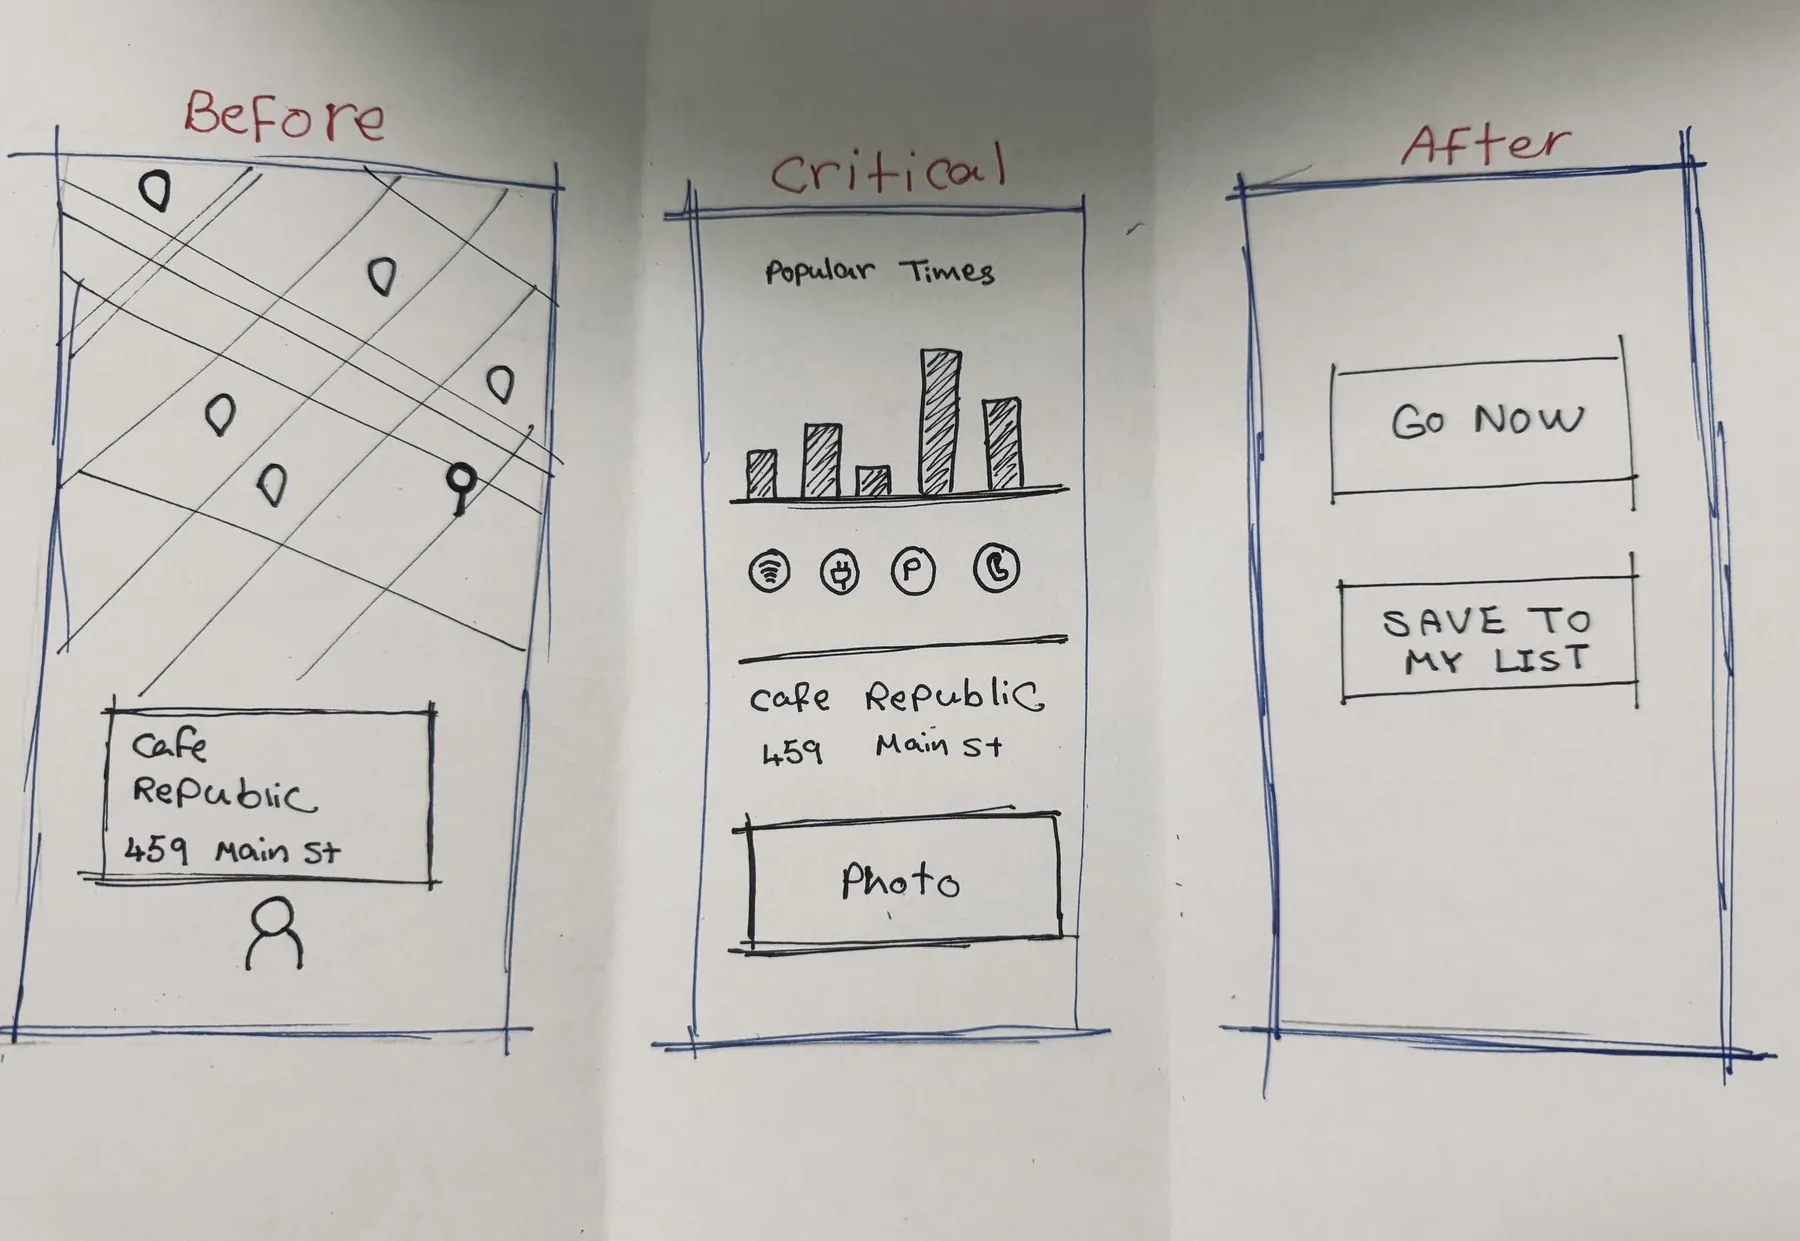 Before
Cafe
Republic
459 Main St
Critical
Popular Times
P
Cafe Republic
459 Main St
Photo
After
GO NOW
SAVE TO
MY LIST